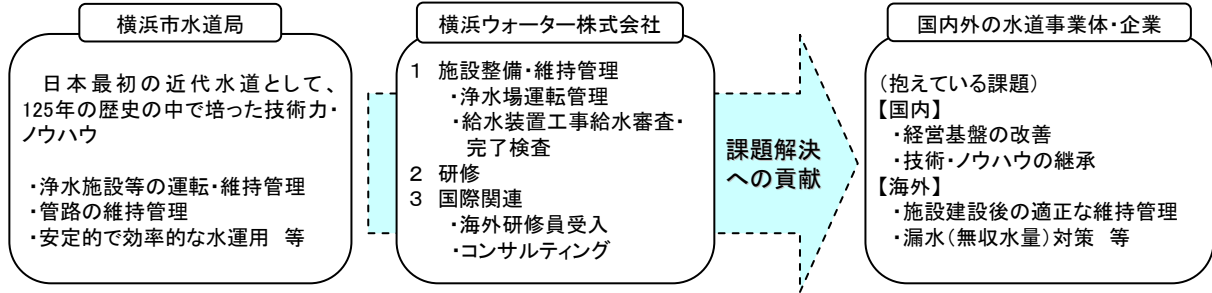 横浜市水道局
日本最初の近代水道として、
125年の歴史の中で培った技術力・
ノウハウ
・浄水施設等の運転・維持管理
・管路の維持管理
・安定的で効率的な水運用　等
横浜ウォーター株式会社
１　施設整備・維持管理
・浄水場運転管理
・給水装置工事給水審査・
完了検査
２　研修
３　国際関連
・海外研修員受入
・コンサルティング
課題解決
への貢献
国内外の水道事業体・企業
（抱えている課題）
【国内】
・経営基盤の改善
・技術・ノウハウの継承
【海外】
・施設建設後の適正な維持管理
・漏水（無収水量）対策　等